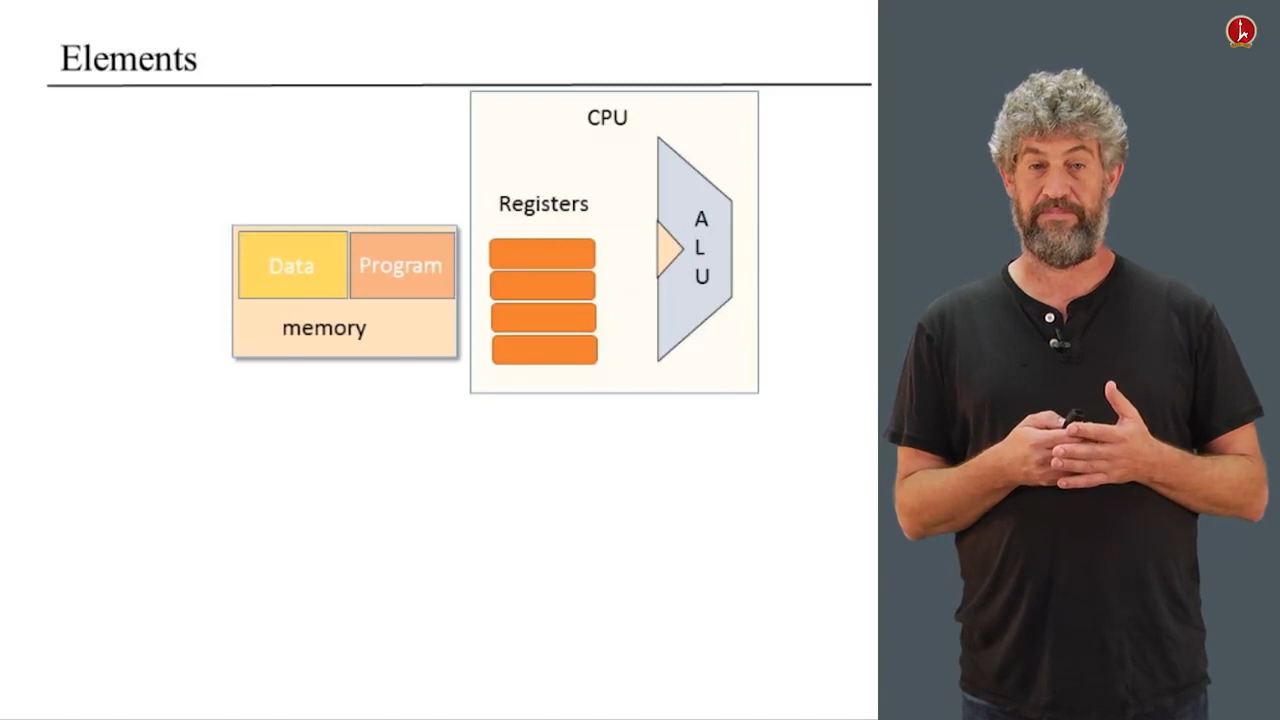 Elements
CPU
Registers
A
L
U
Data
Program
memory